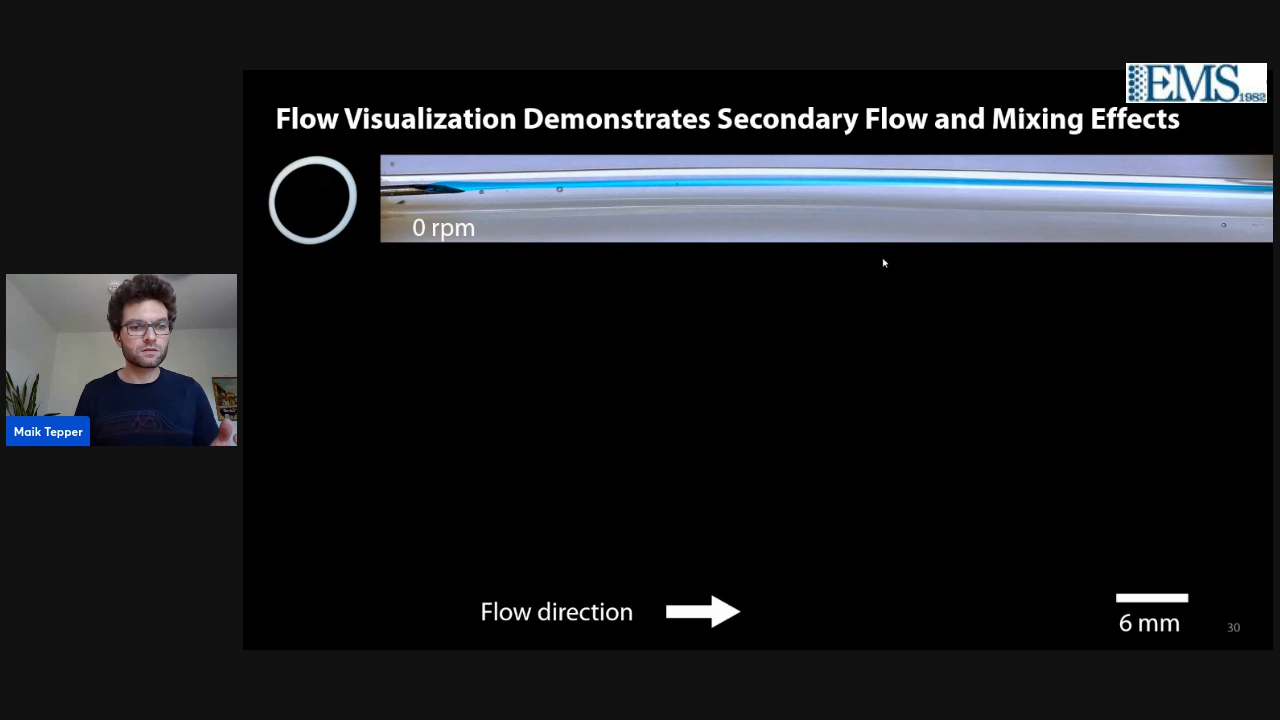 EMS 1982
Flow Visualization Demonstrates Secondary Flow and Mixing Effects
0 rpm
Maik Tepper
Flow direction
6 mm
30